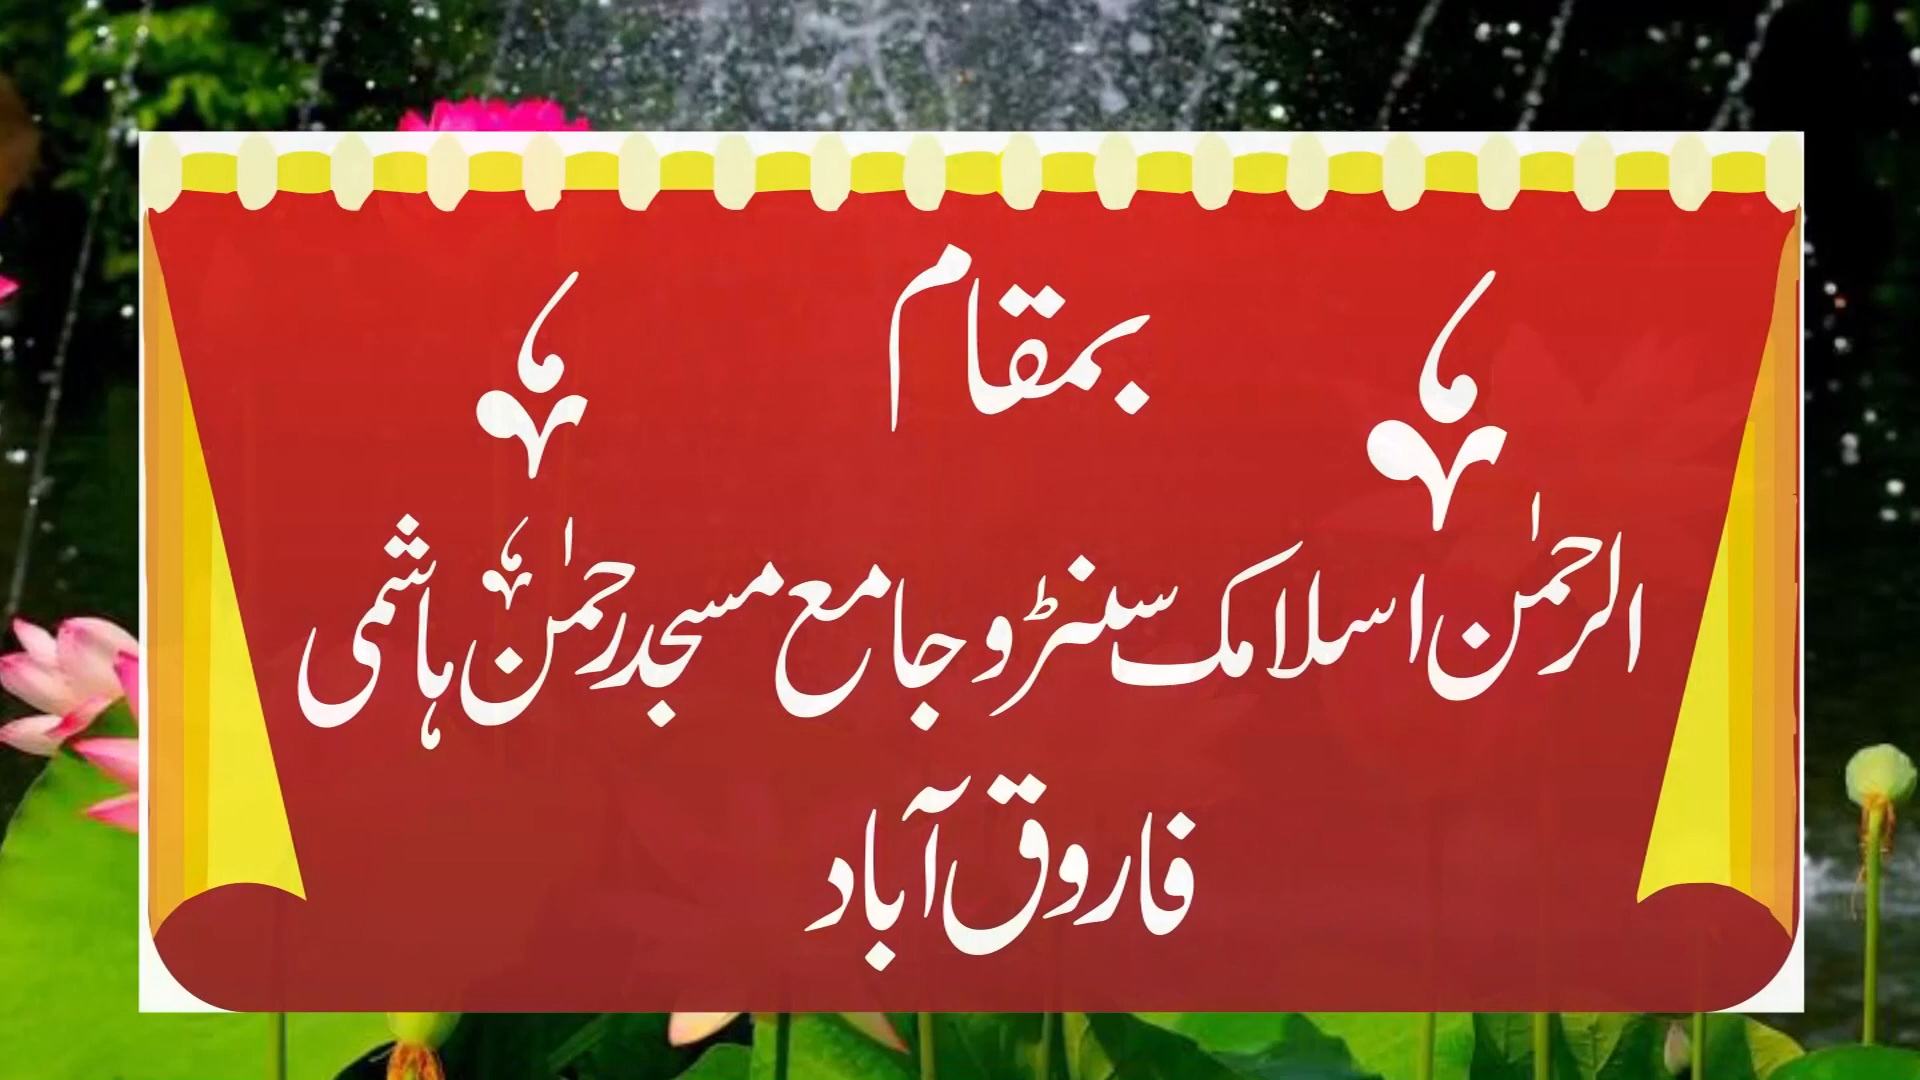 بمقام
الرحمٰن اسلامک سنٹر و جامع مسجد رحمٰن ہاشمی
فاروق آباد